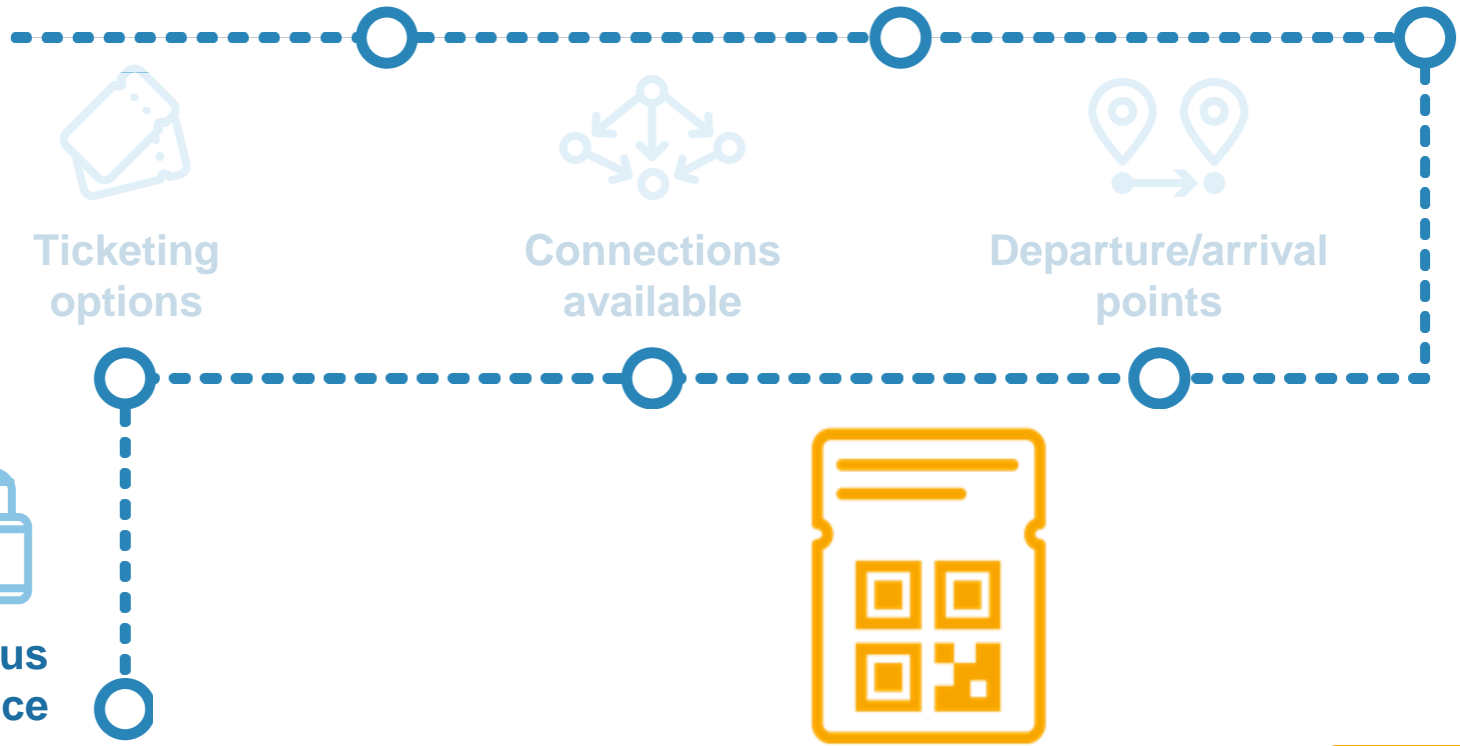 Ticketing
options
Connections
available
Departure/arrival
points
us
ce